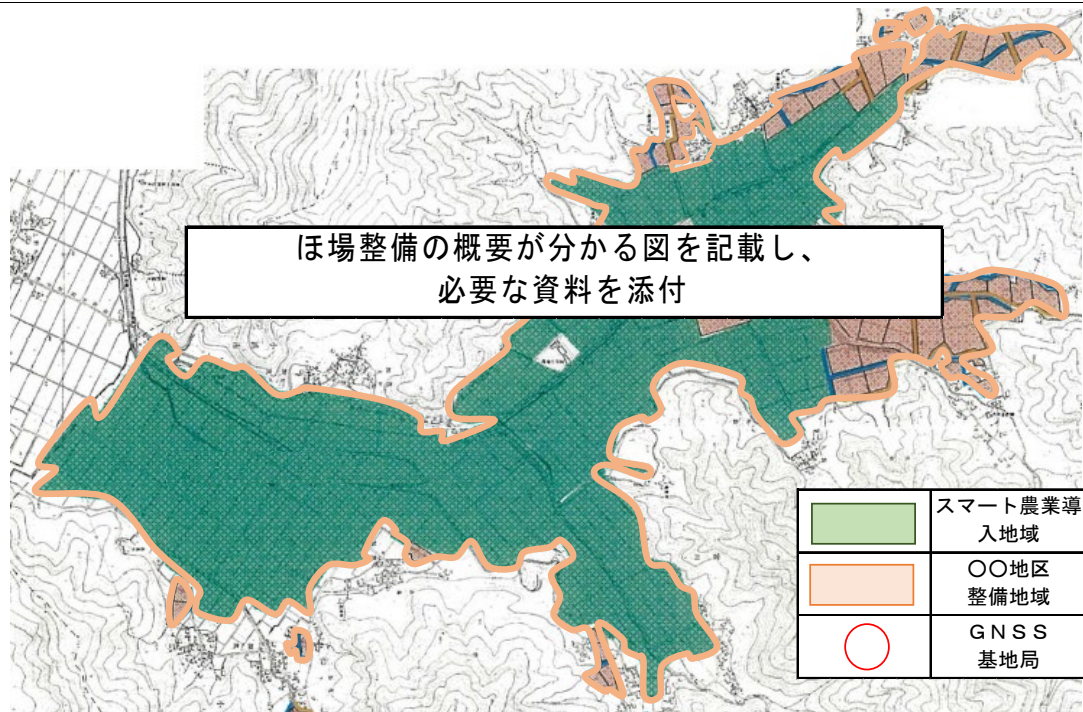 ほ場整備の概要が分かる図を記載し、
必要な資料を添付
スマート農業導
入地域
〇〇地区
整備地域
ＧＮＳＳ
基地局